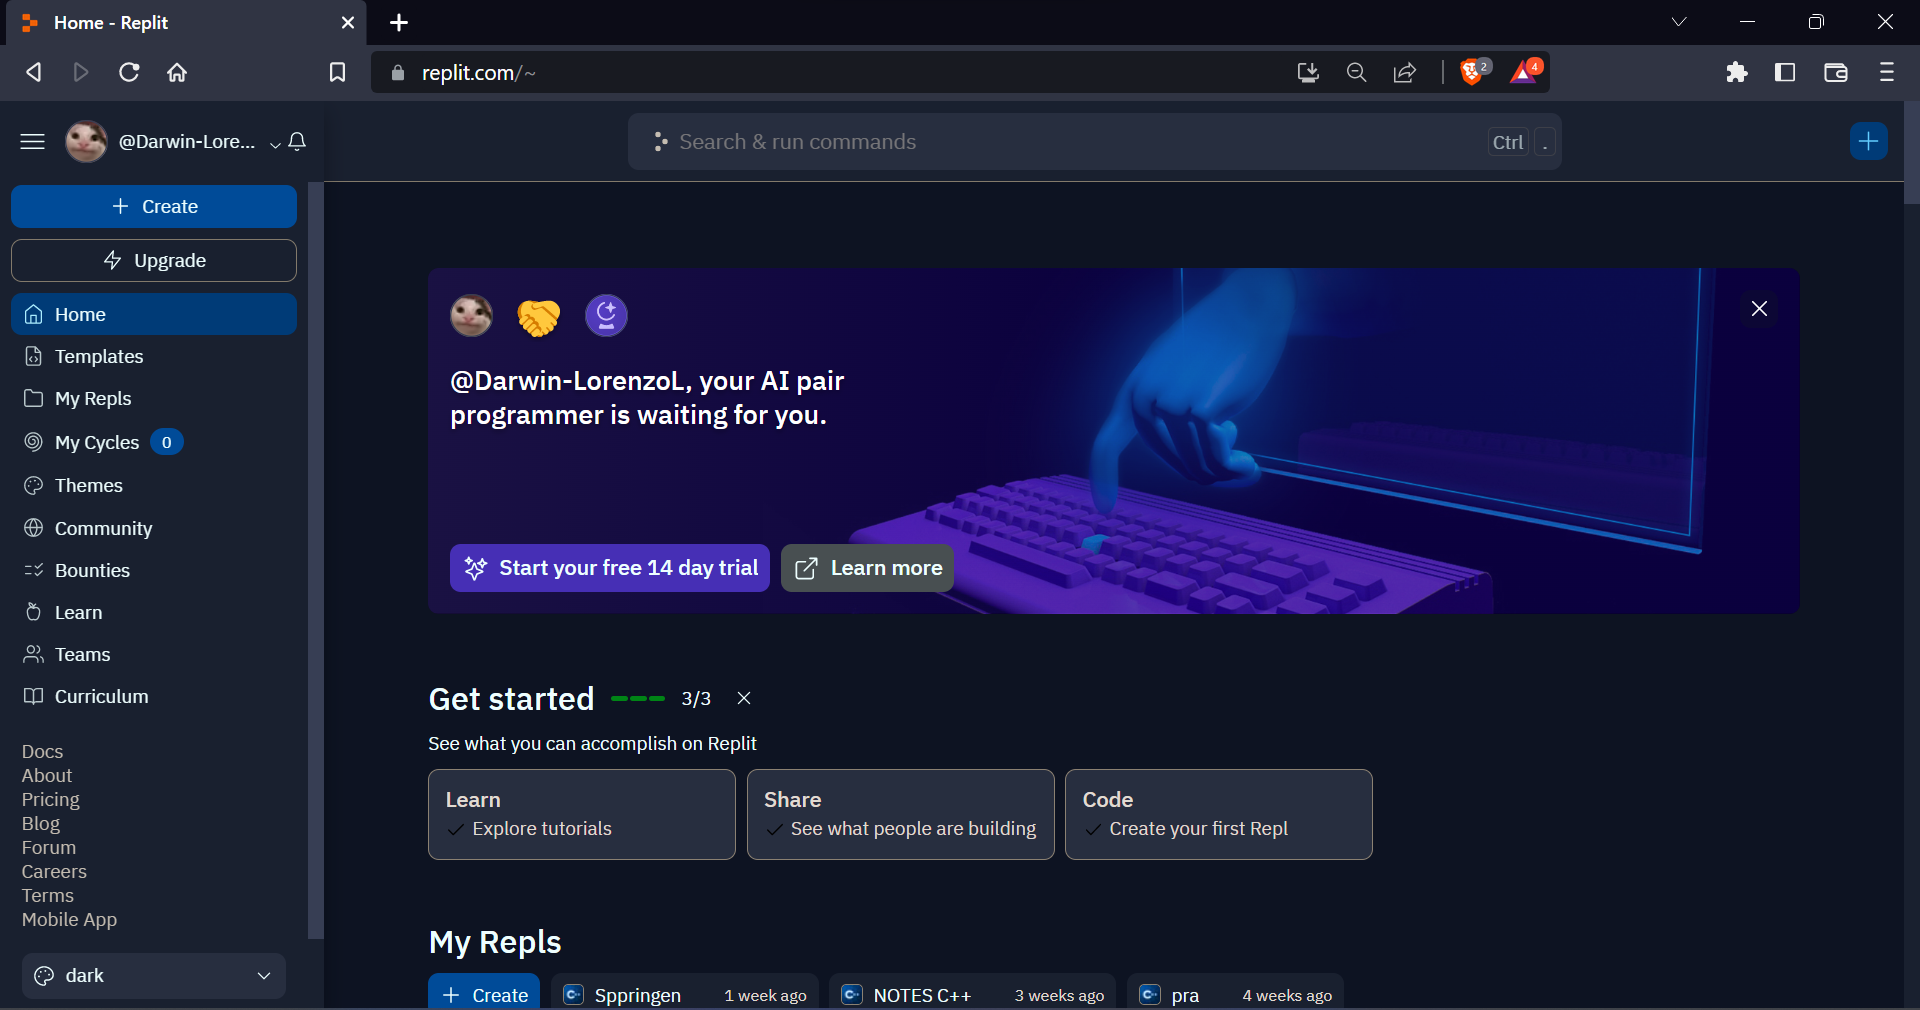 Home - Replit
replit.com/~
2
4
@Darwin-Lore...
Search & run commands
Ctrl .
Create
Upgrade
Home
Templates
My Repls
My Cycles 0
Themes
Community
Bounties
Learn
Teams
Curriculum
Docs
About
Pricing
Blog
Forum
Careers
Terms
Mobile App
dark
@Darwin-LorenzoL, your AI pair
programmer is waiting for you.
Start your free 14 day trial
Learn more
Get started 3/3
See what you can accomplish on Replit
Learn
Explore tutorials
Share
See what people are building
Code
Create your first Repl
My Repls
Create
Sppringen 1 week ago
NOTES C++ 3 weeks ago
pra 4 weeks ago